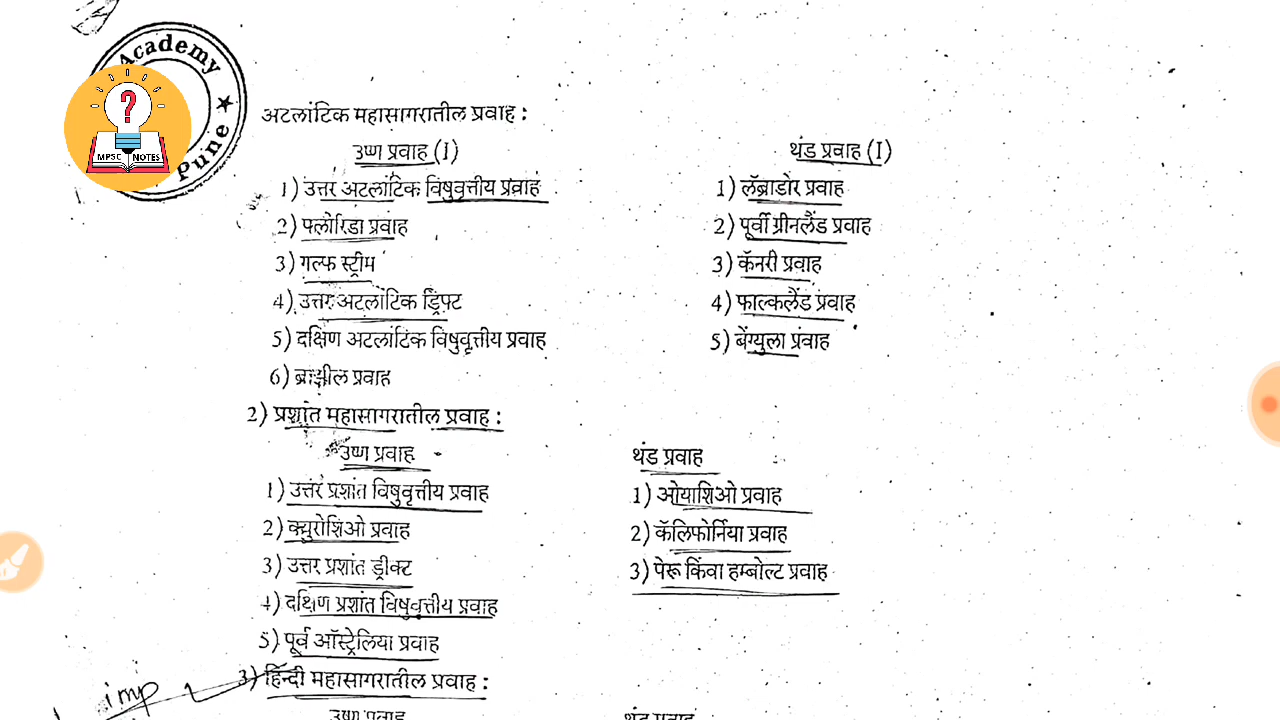 Academy
Pune
MPSC NOTES
अटलांटिक महासागरातील प्रवाह :
उष्ण प्रवाह (I)
1) उत्तर अटलांटिक विषुवृत्तीय प्रवाह
2) फ्लोरिडा प्रवाह
3) गल्फ स्ट्रीम
4) उत्तर अटलांटिक ड्रिफ्ट
5) दक्षिण अटलांटिक विषुवृत्तीय प्रवाह
6) ब्राझील प्रवाह
थंड प्रवाह (I)
1) लॅब्राडोर प्रवाह
2) पूर्वी ग्रीनलैंड प्रवाह
3) कॅनरी प्रवाह
4) फाल्कलैंड प्रवाह
5) बेंग्युला प्रवाह
2) प्रशांत महासागरातील प्रवाह :
उष्ण प्रवाह
1) उत्तर प्रशांत विषुवृत्तीय प्रवाह
2) क्युरोशिओ प्रवाह
3) उत्तर प्रशांत ड्रीफ्ट
4) दक्षिण प्रशांत विषुवृत्तीय प्रवाह
5) पूर्व ऑस्ट्रेलिया प्रवाह
थंड प्रवाह
1) ओयाशिओ प्रवाह
2) कॅलिफोर्निया प्रवाह
3) पेरू किंवा हम्बोल्ट प्रवाह
imp
3) हिन्दी महासागरातील प्रवाह :
उष्ण प्रवाह
थंड प्रवाह